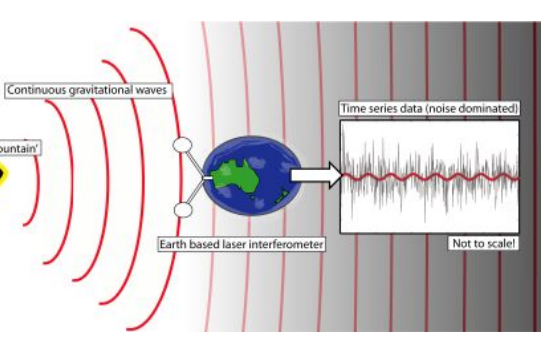 Continuous gravitational waves
Time series data (noise dominated)
ountain'
Earth based laser interferometer
Not to scale!